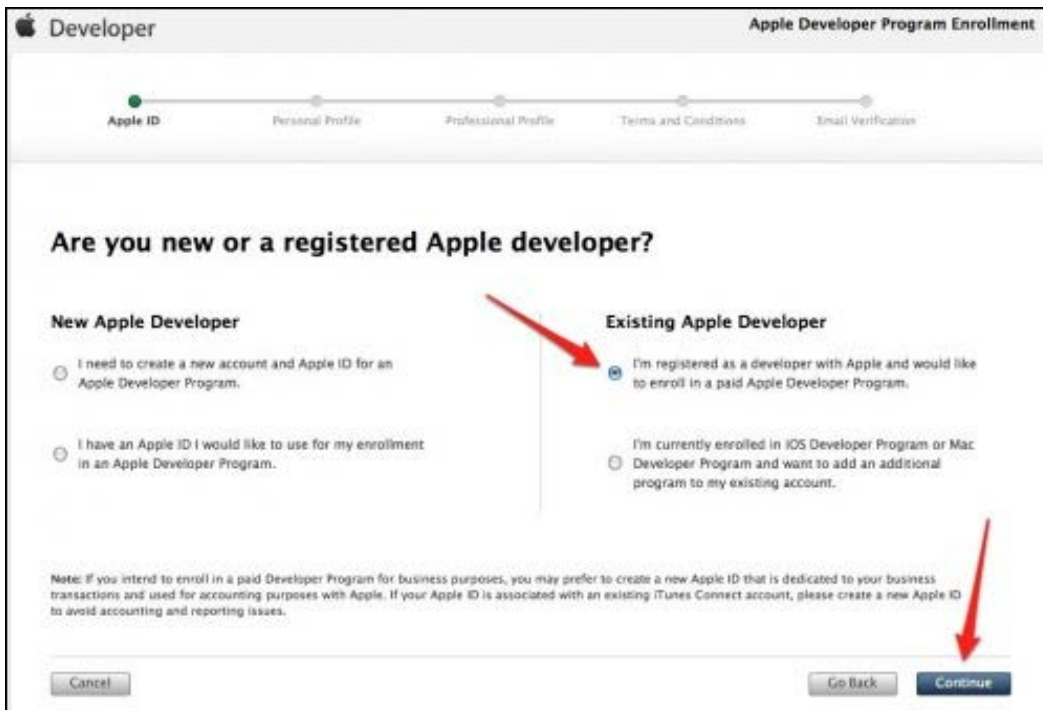 Developer
Apple Developer Program Enrollment
Apple ID
Personal Profile
Professional Profile
Terms and Conditions
Email Verification
Are you new or a registered Apple developer?
New Apple Developer
I need to create a new account and Apple ID for an
Apple Developer Program.
I have an Apple ID I would like to use for my enrollment
in an Apple Developer Program.
Existing Apple Developer
I'm registered as a developer with Apple and would like
to enroll in a paid Apple Developer Program.
I'm currently enrolled in iOS Developer Program or Mac
Developer Program and want to add an additional
program to my existing account.
Note: If you intend to enroll in a paid Developer Program for business purposes, you may prefer to create a new Apple ID that is dedicated to your business
transactions and used for accounting purposes with Apple. If your Apple ID is associated with an existing iTunes Connect account, please create a new Apple ID
to avoid accounting and reporting issues.
Cancel
Go Back
Continue